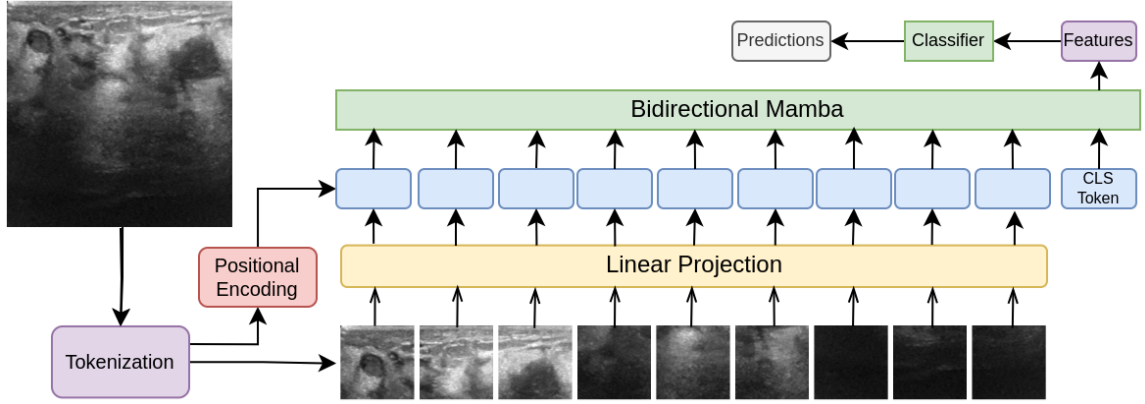 Predictions
Classifier
Features
Bidirectional Mamba
CLS
Token
Positional
Encoding
Linear Projection
Tokenization